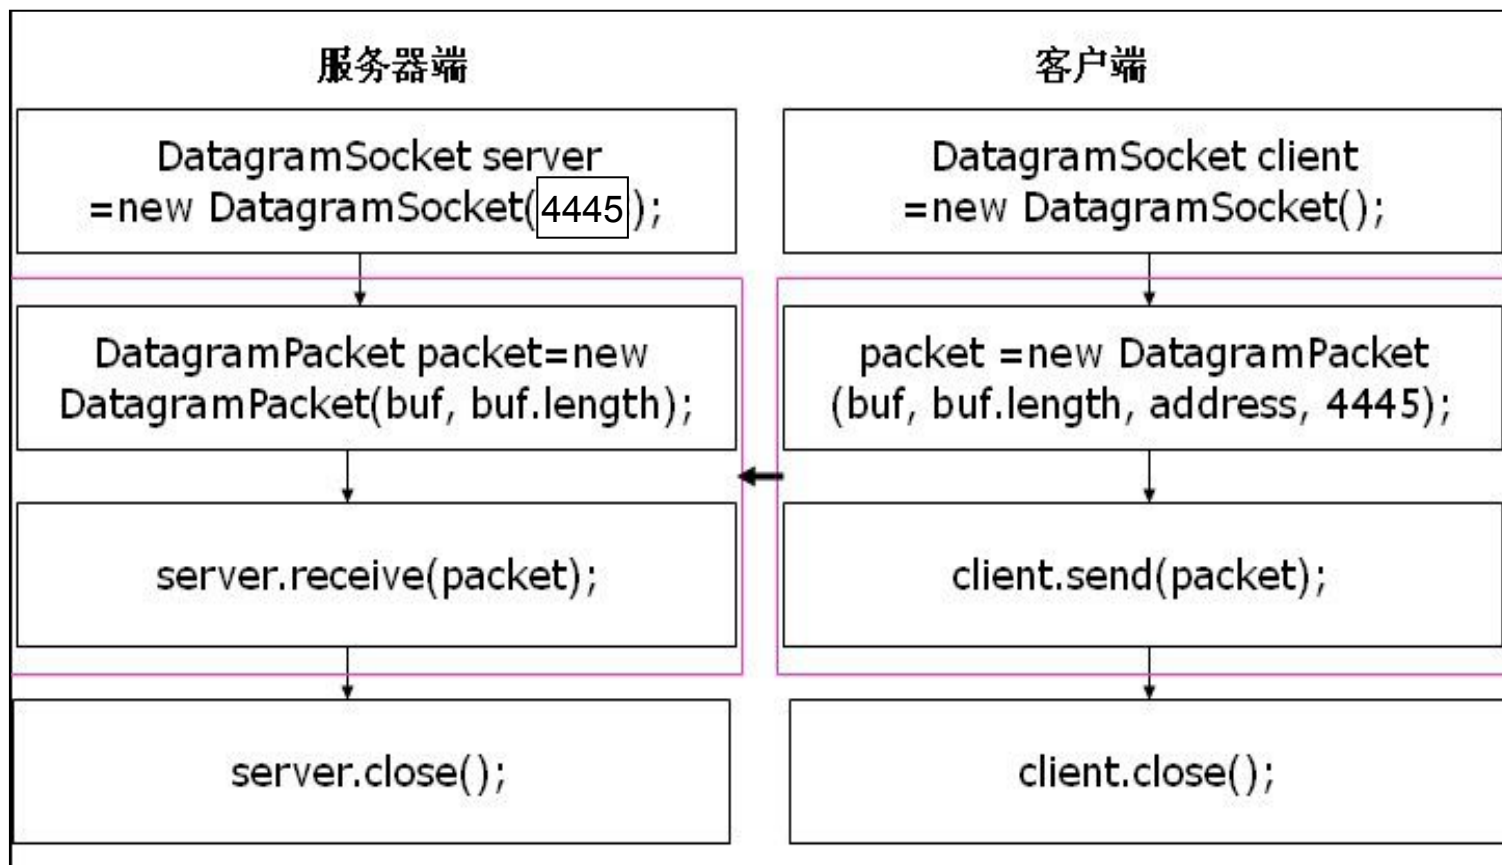 服务器端
DatagramSocket server
=new DatagramSocket(4445);
DatagramPacket packet=new
DatagramPacket(buf, buf.length);
server.receive(packet);
server.close();
客户端
DatagramSocket client
=new DatagramSocket();
packet =new DatagramPacket
(buf, buf.length, address, 4445);
client.send(packet);
client.close();